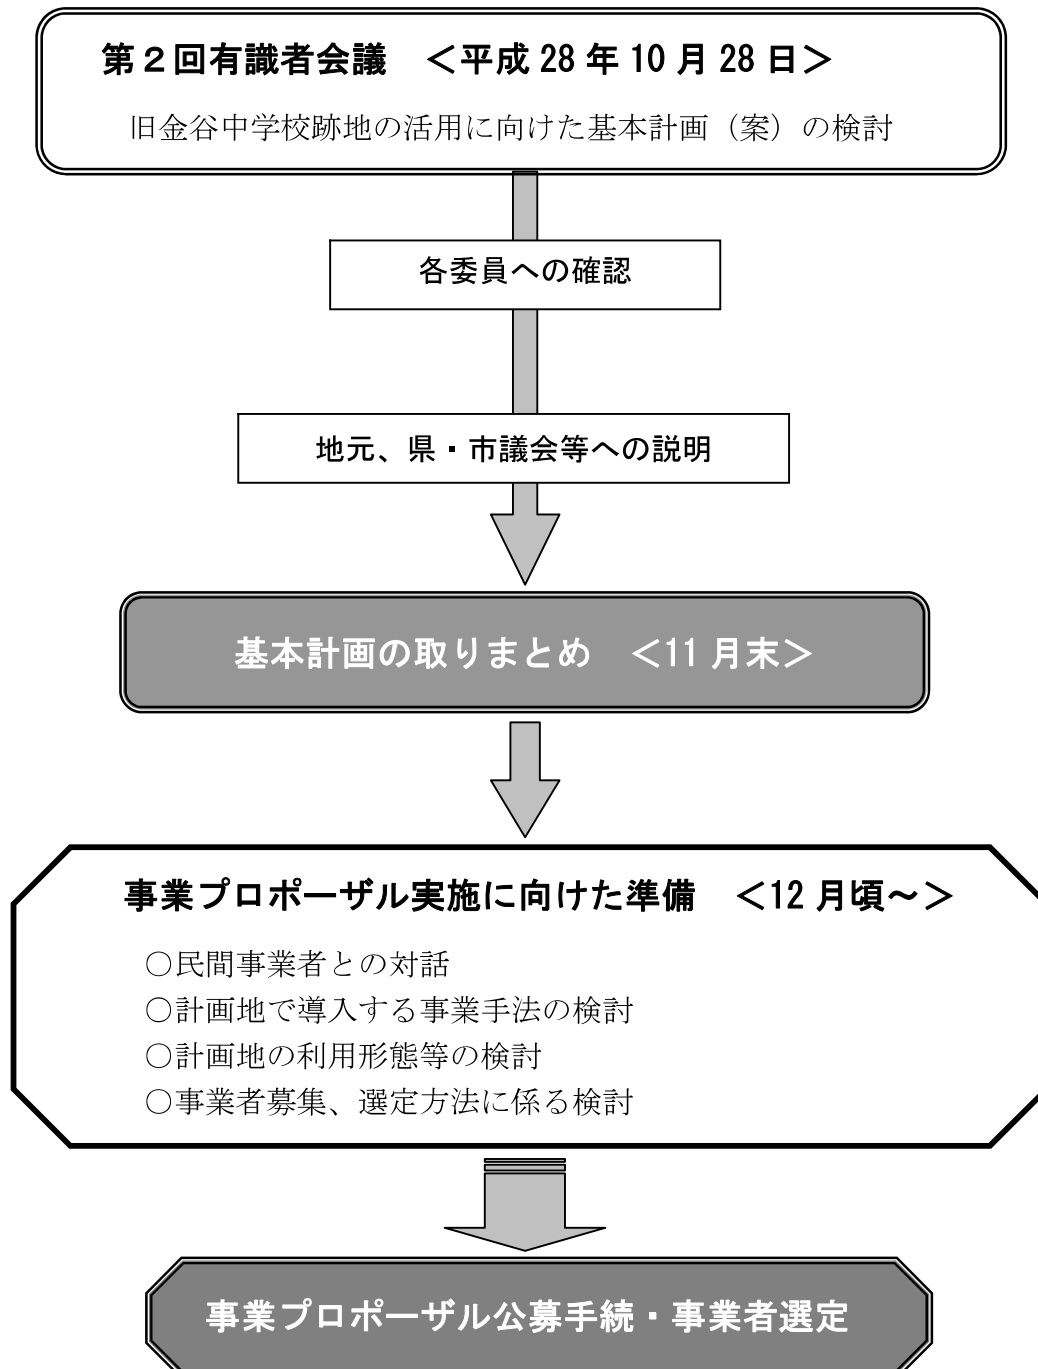 第２回有識者会議　＜平成 28 年 10 月 28 日＞
旧金谷中学校跡地の活用に向けた基本計画（案）の検討
各委員への確認
地元、県・市議会等への説明
基本計画の取りまとめ　＜11 月末＞
事業プロポーザル実施に向けた準備　＜12 月頃～＞
○民間事業者との対話
○計画地で導入する事業手法の検討
○計画地の利用形態等の検討
○事業者募集、選定方法に係る検討
事業プロポーザル公募手続・事業者選定